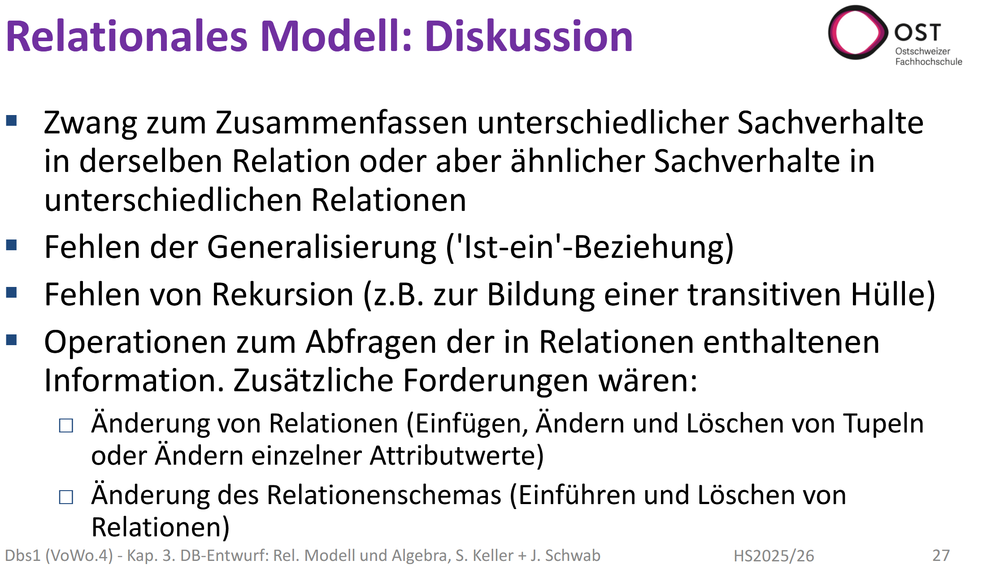 Relationales Modell: Diskussion
OST
Ostschweizer
Fachhochschule
▪ Zwang zum Zusammenfassen unterschiedlicher Sachverhalte
in derselben Relation oder aber ähnlicher Sachverhalte in
unterschiedlichen Relationen
▪ Fehlen der Generalisierung ('Ist-ein'-Beziehung)
▪ Fehlen von Rekursion (z.B. zur Bildung einer transitiven Hülle)
▪ Operationen zum Abfragen der in Relationen enthaltenen
Information. Zusätzliche Forderungen wären:
□ Änderung von Relationen (Einfügen, Ändern und Löschen von Tupeln
oder Ändern einzelner Attributwerte)
□ Änderung des Relationenschemas (Einführen und Löschen von
Relationen)
Dbs1 (VoWo.4) - Kap. 3. DB-Entwurf: Rel. Modell und Algebra, S. Keller + J. Schwab HS2025/26 27